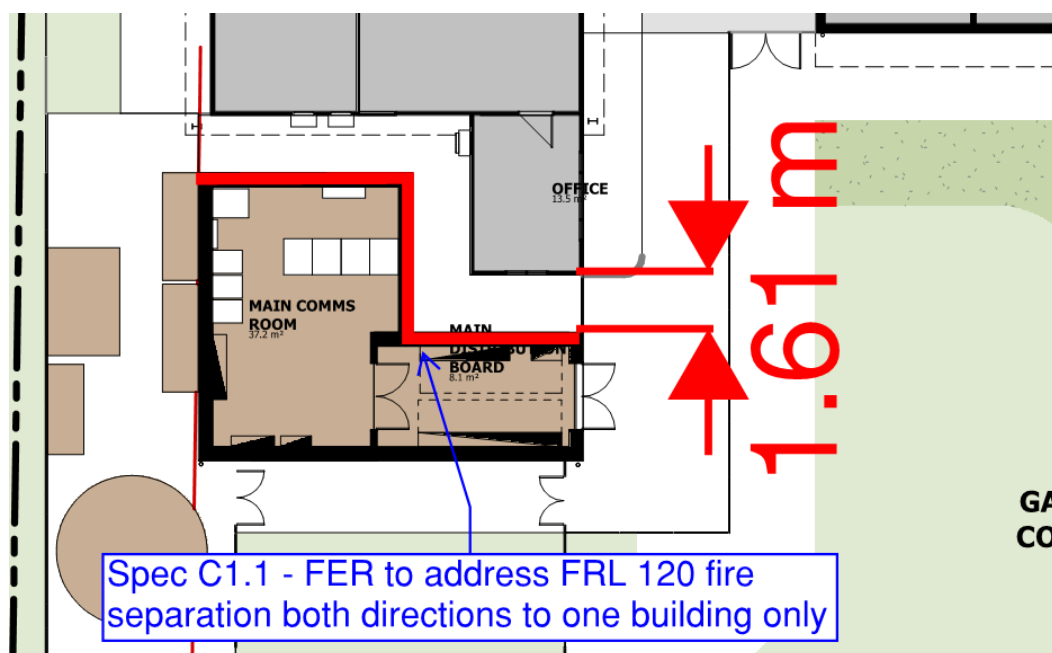 OFFICE
13.5 m²
1.61 m
MAIN COMMS
ROOM
37.2 m²
MAIN
DISTRIBUTION
BOARD
8.1 m²
GA
CO
Spec C1.1 - FER to address FRL 120 fire
separation both directions to one building only